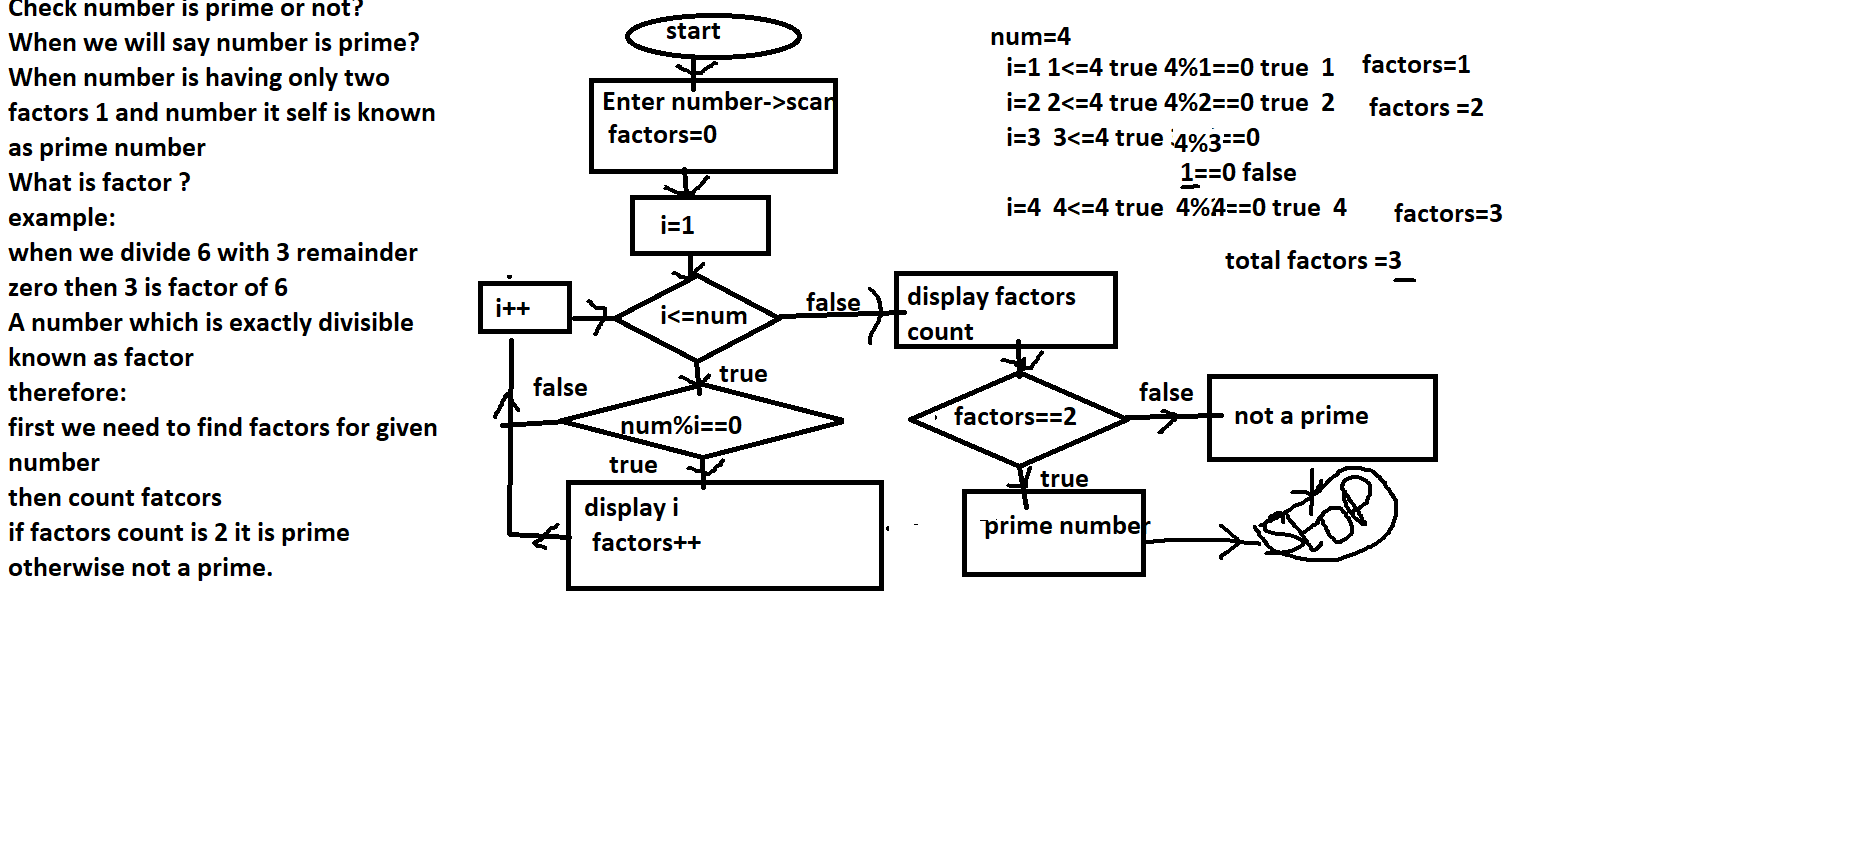 Check number is prime or not?
When we will say number is prime?
When number is having only two
factors 1 and number it self is known
as prime number
What is factor ?
example:
when we divide 6 with 3 remainder
zero then 3 is factor of 6
A number which is exactly divisible
known as factor
therefore:
first we need to find factors for given
number
then count fatcors
if factors count is 2 it is prime
otherwise not a prime.
start
Enter number->scan
factors=0
i=1
i++
i<=num
false
true
false
num%i==0
true
display i
factors++
display factors
count
factors==2
false
not a prime
true
prime number
stop
num=4
i=1 1<=4 true 4%1==0 true 1 factors=1
i=2 2<=4 true 4%2==0 true 2 factors =2
i=3 3<=4 true 4%3==0
1==0 false
i=4 4<=4 true 4%4==0 true 4 factors=3
total factors =3